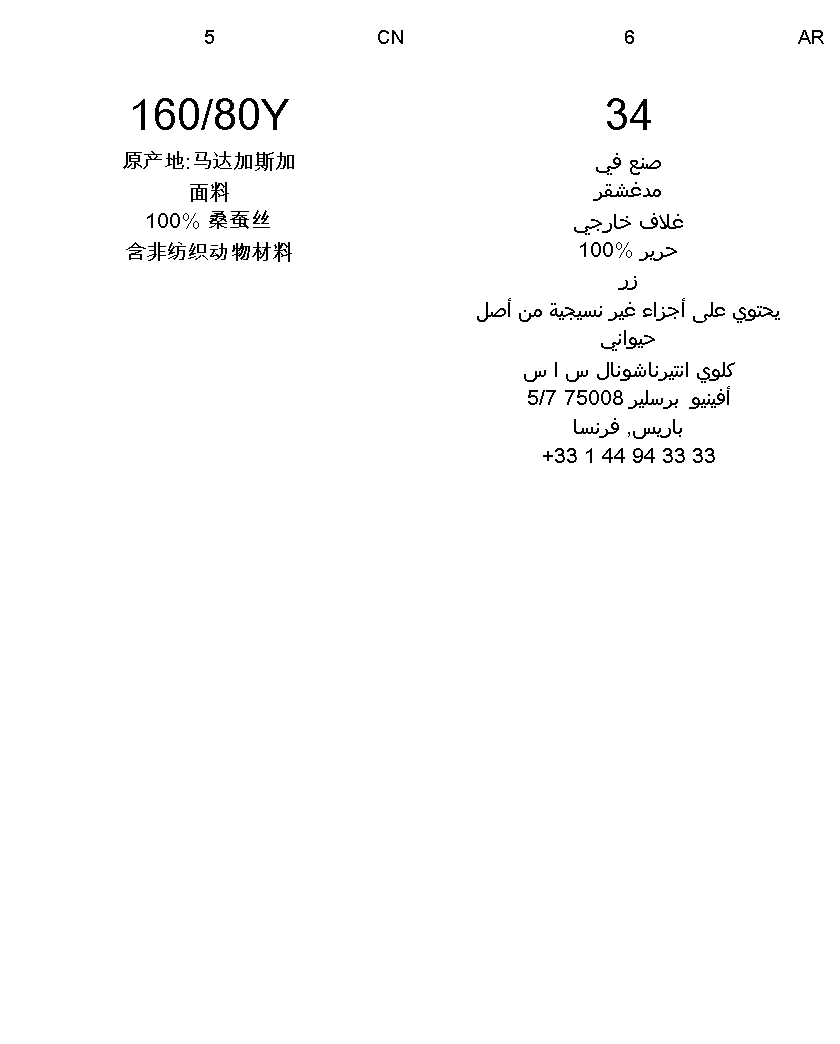 5 CN
160/80Y
原产地:马达加斯加
面料
100% 桑蚕丝
含非纺织动物材料
6 AR
34
صنع في
مدغشقر
غلاف خارجي
حرير 100%
زر
يحتوي على أجزاء غير نسيجية من أصل
حيواني
كلوي انتيرناشونال س ا س
أفينيو برسلير 75008 5/7
باريس, فرنسا
+33 1 44 94 33 33